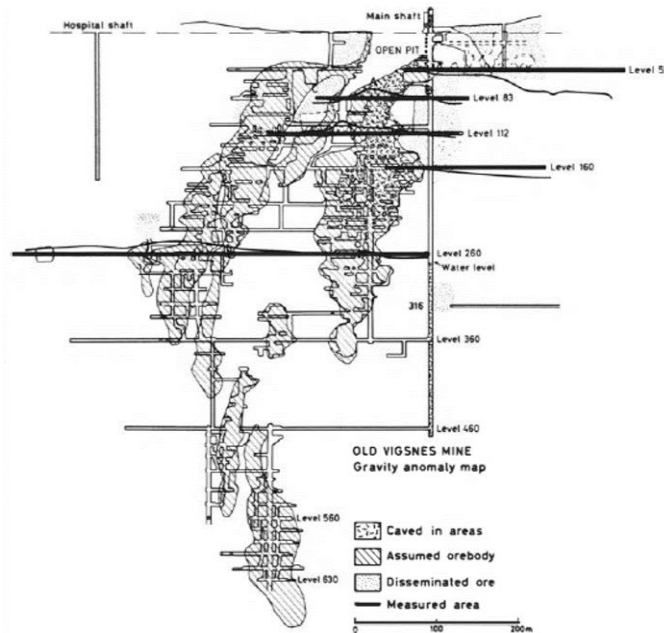 Hospital shaft
Main shaft
OPEN PIT
Level 5
Level 83
Level 112
Level 160
Level 260
Water level
316
Level 360
Level 460
OLD VIGSNES MINE
Gravity anomaly map
Level 560
Level 630
Caved in areas
Assumed orebody
Disseminated ore
Measured area
0 100 200m